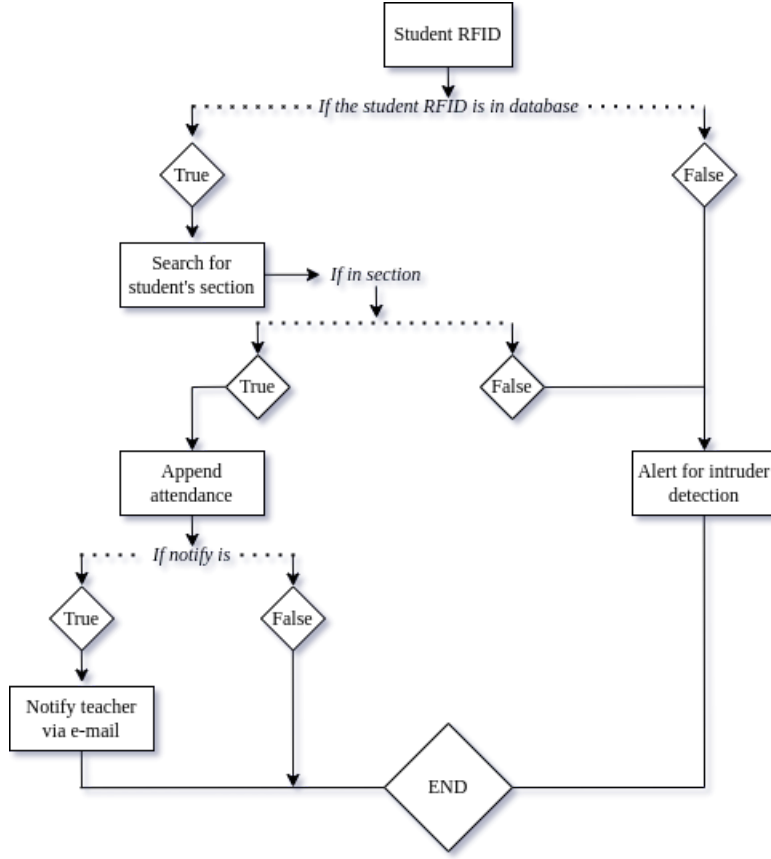 Student RFID
If the student RFID is in database
True
False
Search for
student's section
If in section
True
False
Append
attendance
Alert for intruder
detection
If notify is
True
False
Notify teacher
via e-mail
END